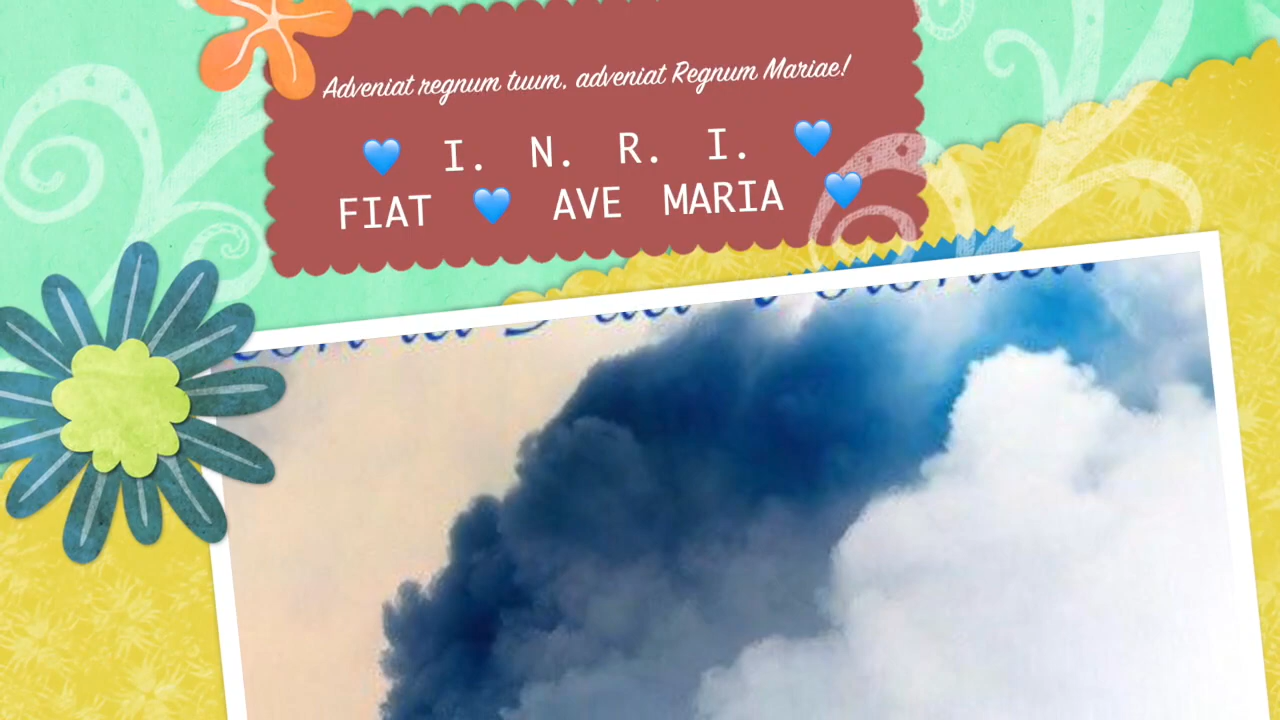 Adveniat regnum tuum, adveniat Regnum Mariae!
💙 I. N. R. I. 💙
FIAT 💙 AVE MARIA 💙